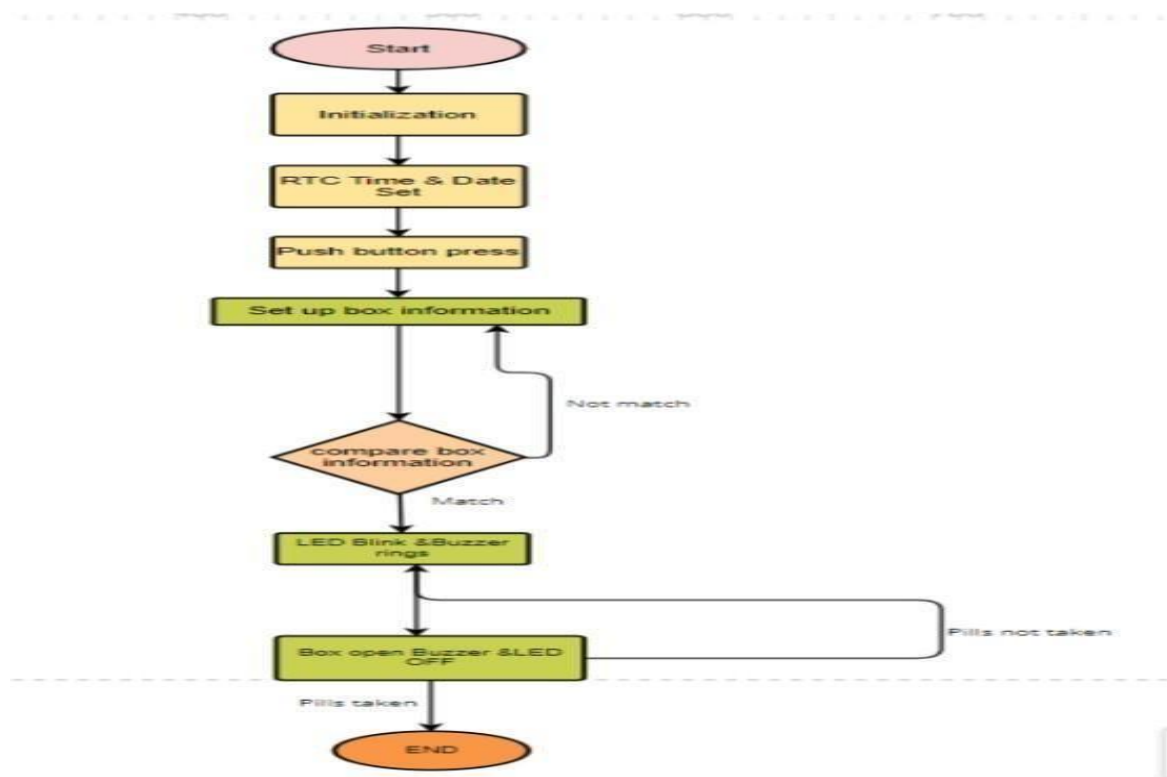 Start
Initialization
RTC Time & Date
Set
Push button press
Set up box information
Not match
compare box
information
Match
LED Blink &Buzzer
rings
Pills not taken
Box open Buzzer &LED
OFF
Pills taken
END